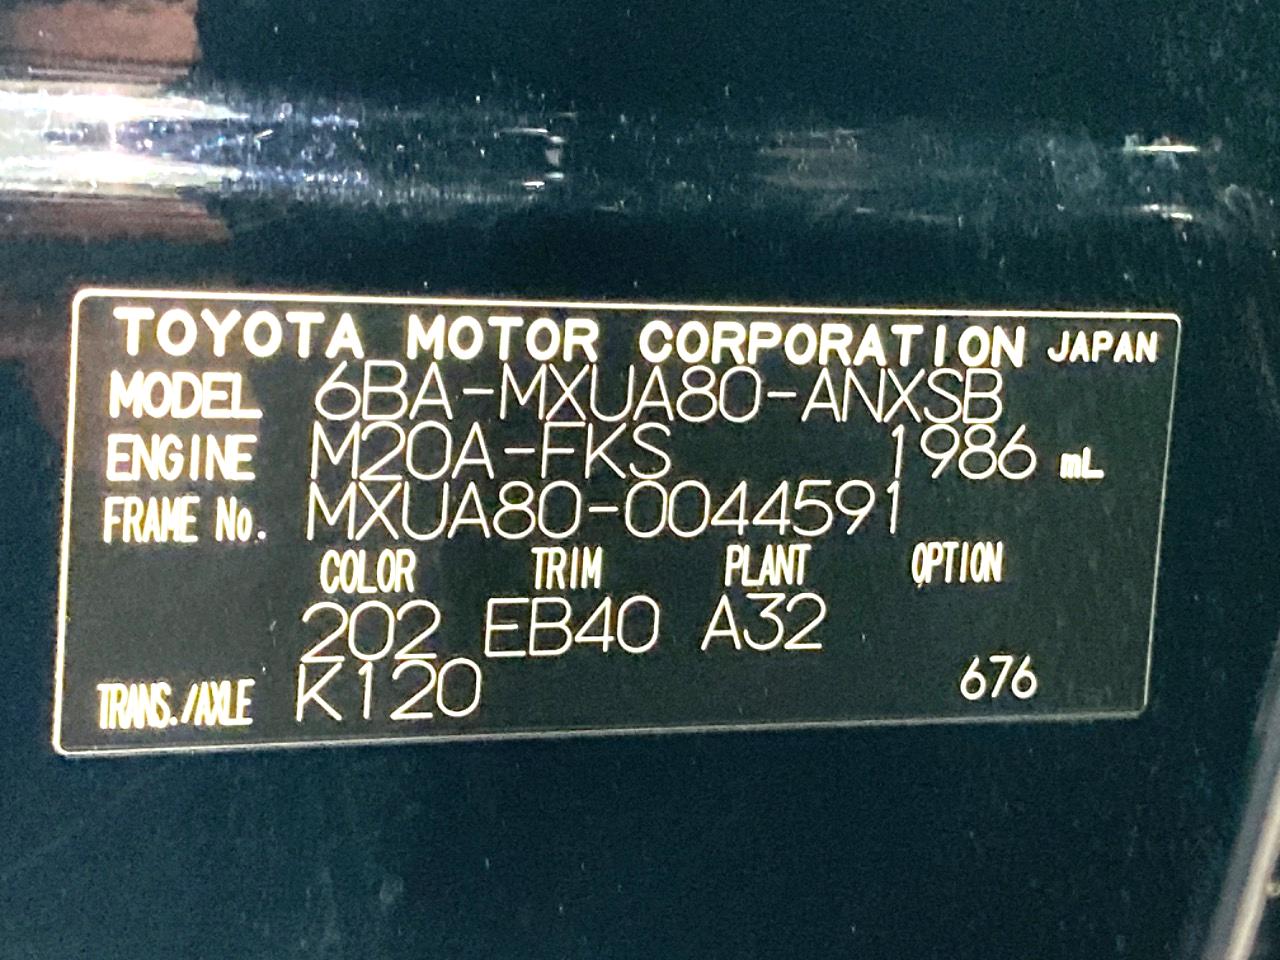 TOYOTA MOTOR CORPORATION JAPAN
MODEL 6BA-MXUA80-ANXSB
ENGINE M20A-FKS 1986 mL
FRAME No. MXUA80-0044591
COLOR TRIM PLANT OPTION
202 EB40 A32
TRANS./AXLE K120 676